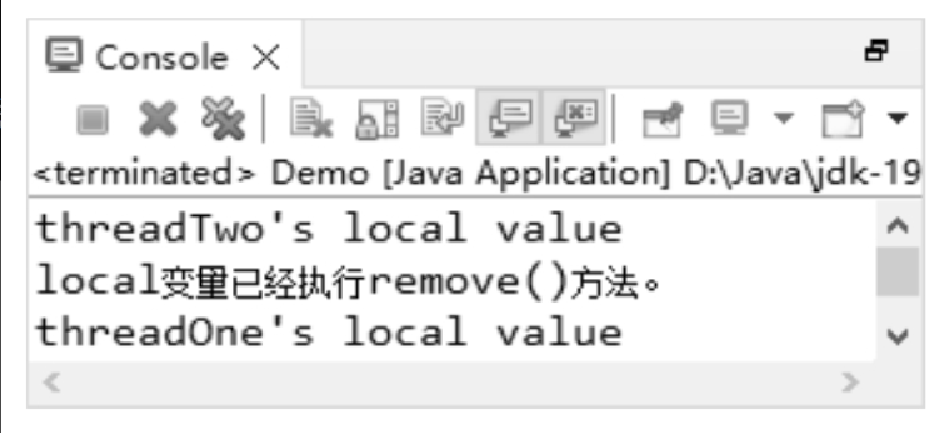 Console
<terminated> Demo [Java Application] D:\Java\jdk-19
threadTwo's local value
local变量已经执行remove()方法。
threadOne's local value